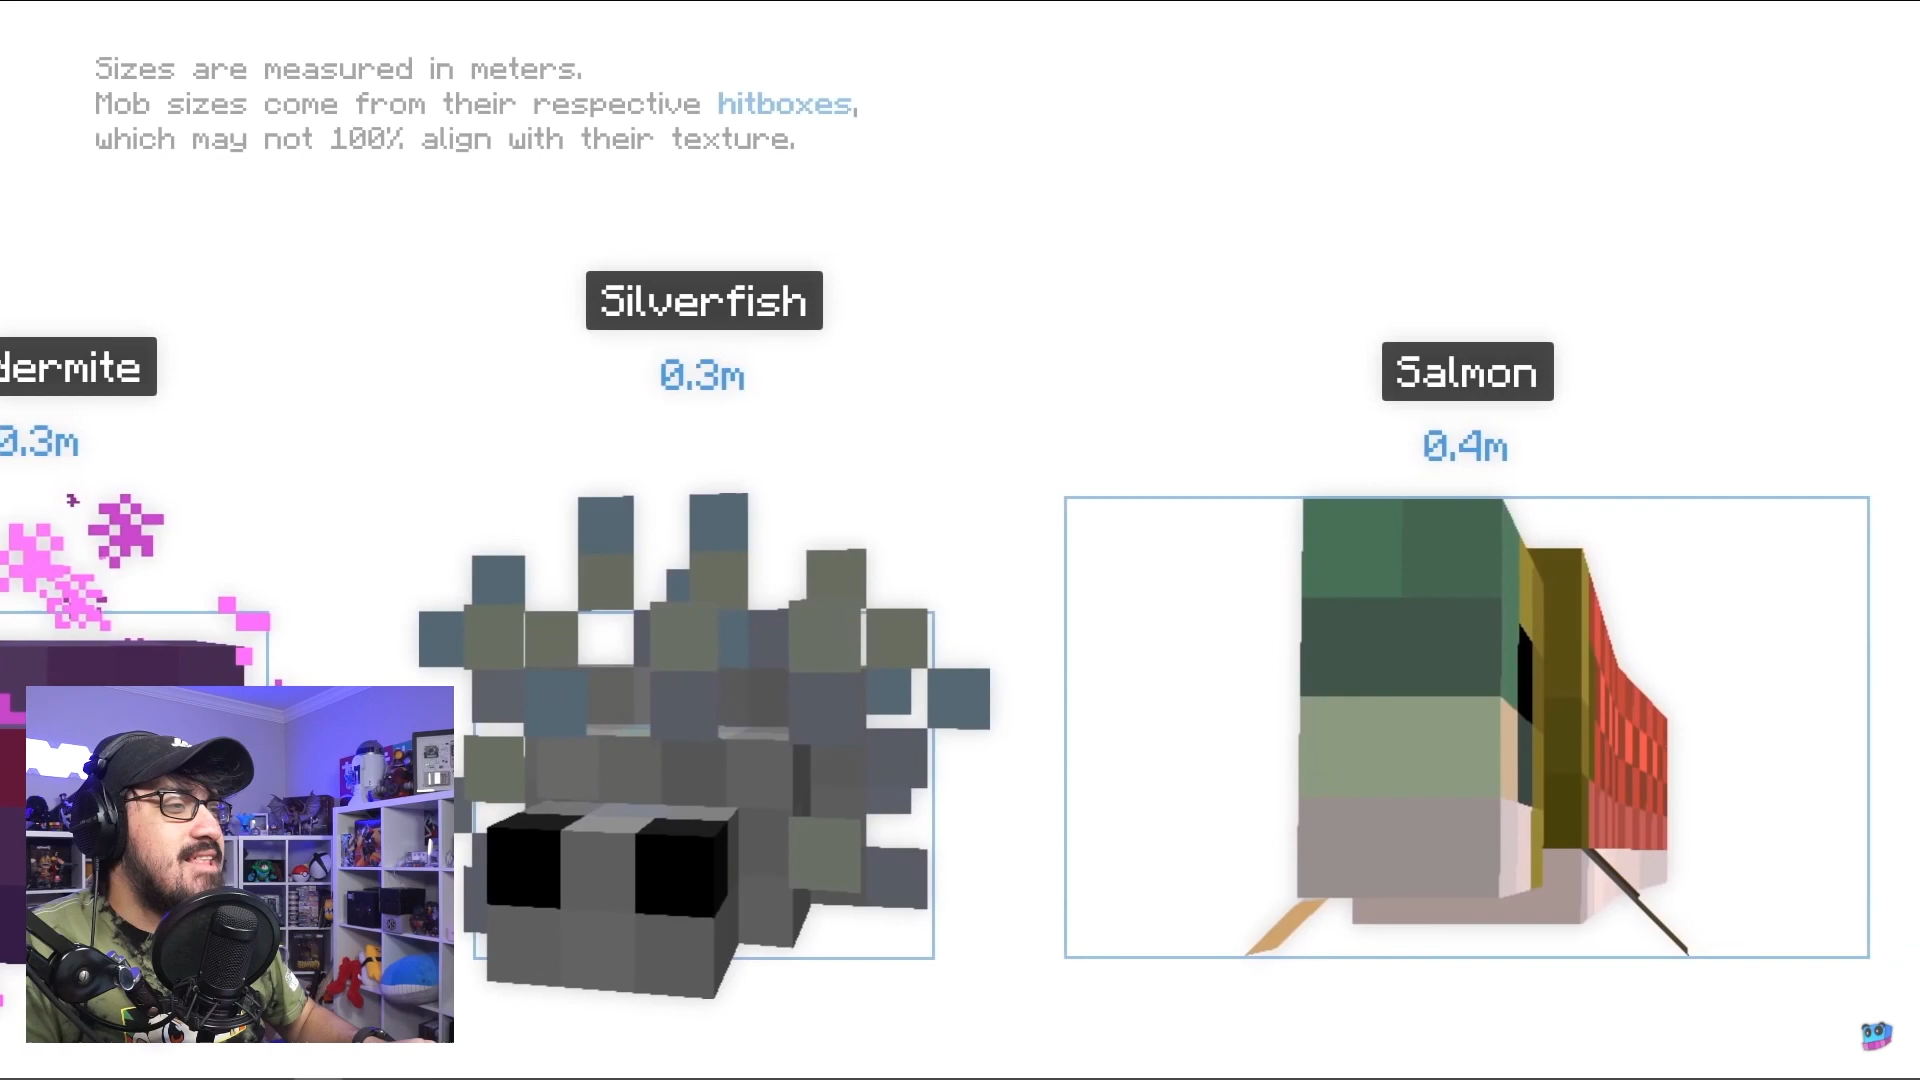 Sizes are measured in meters.
Mob sizes come from their respective hitboxes,
which may not 100% align with their texture.
dermite
0.3m
Silverfish
0.3m
Salmon
0.4m